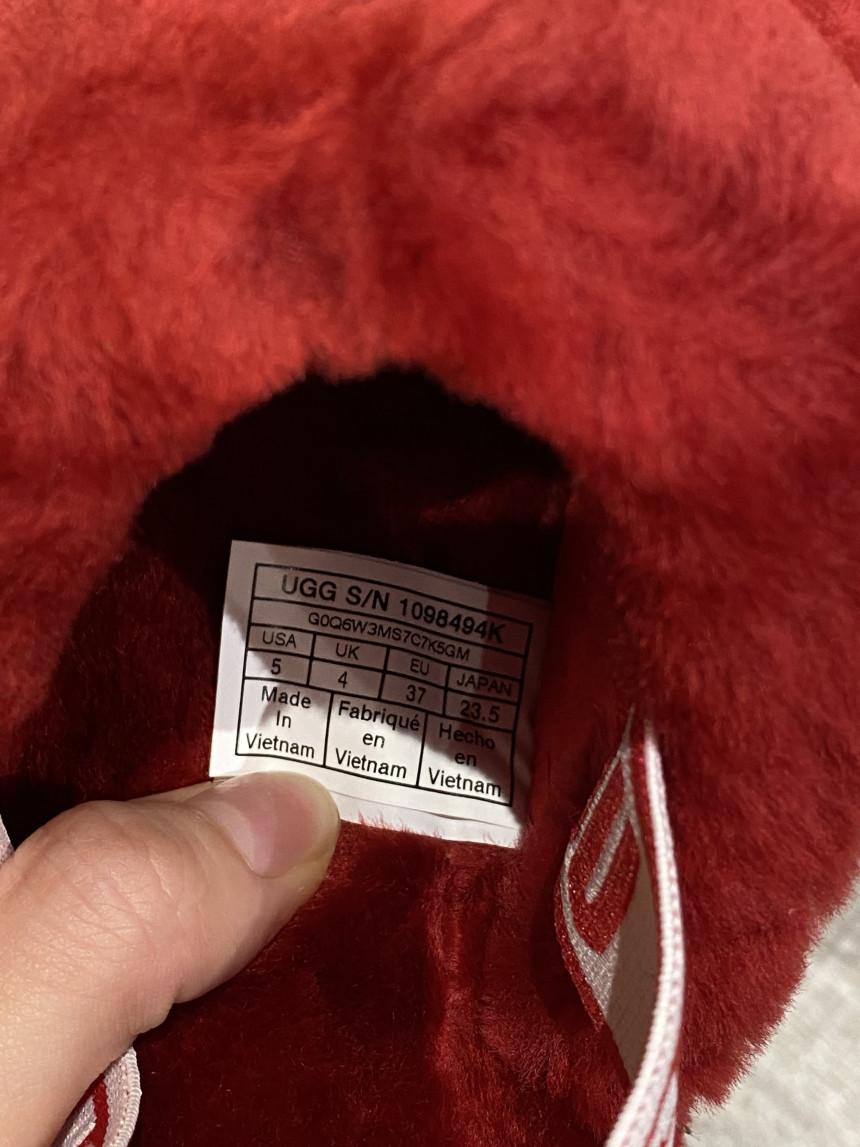 UGG S/N 1098494K
G0Q6W3MS7C7K5GM
USA UK EU JAPAN
5 4 37 23.5
Made In Vietnam
Fabriqué en Vietnam
Hecho en Vietnam